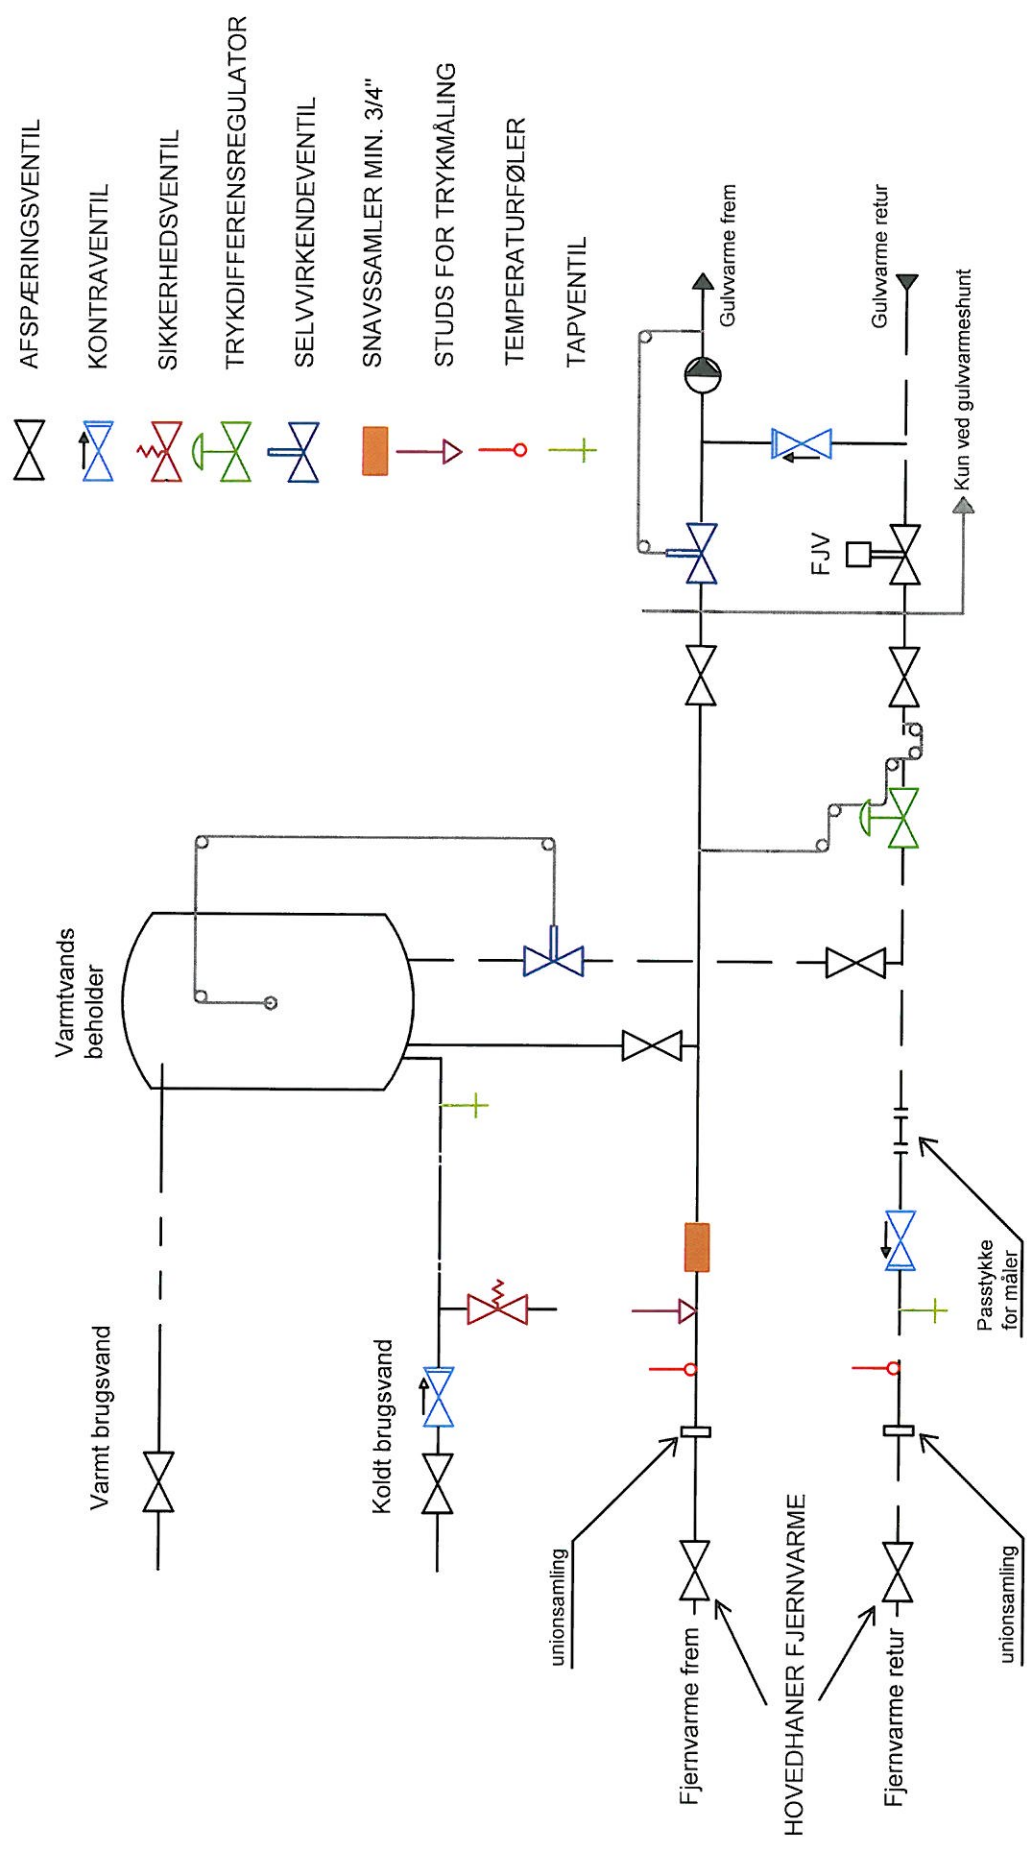 AFSPÆRINGSVENTIL
KONTRAVENTIL
SIKKERHEDSVENTIL
TRYKDIFFERENSREGULATOR
SELVVIRKENDEVENTIL
SNAVSSAMLER MIN. 3/4"
STUDS FOR TRYKMÅLING
TEMPERATURFØLER
TAPVENTIL
Varmtvands
beholder
Varmt brugsvand
Koldt brugsvand
Gulvvarme frem
Gulvvarme retur
FJV
Kun ved gulvvarmeshunt
unionsamling
Fjernvarme frem
HOVEDHANER FJERNVARME
Fjernvarme retur
Passtykke
for måler
unionsamling